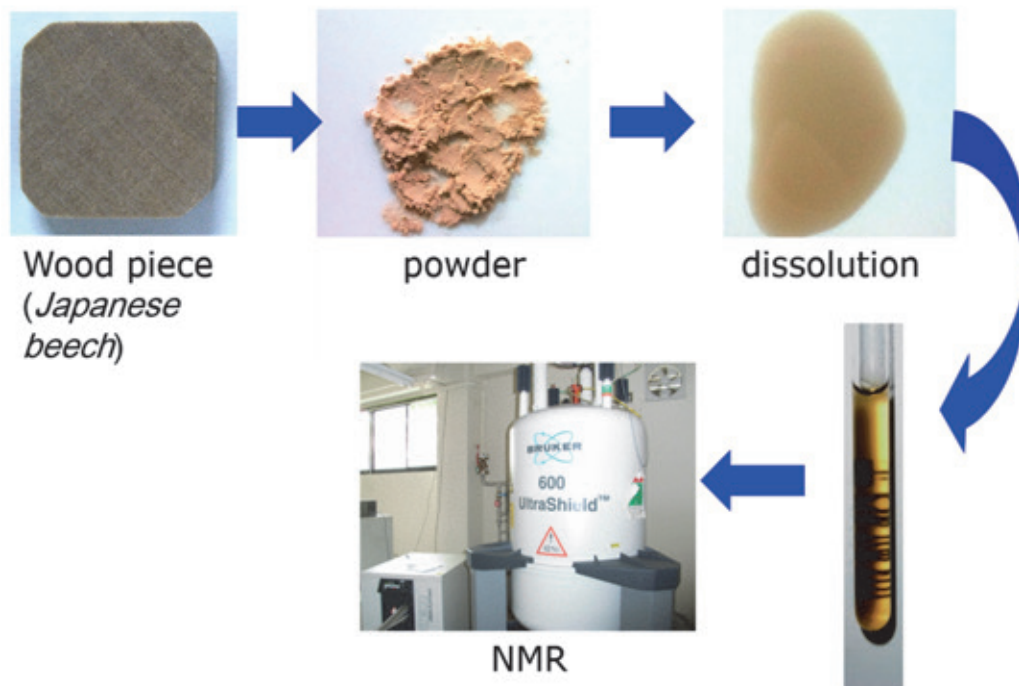 Wood piece
(Japanese
beech)
powder
dissolution
BRUKER
600
UltraShield™
NMR